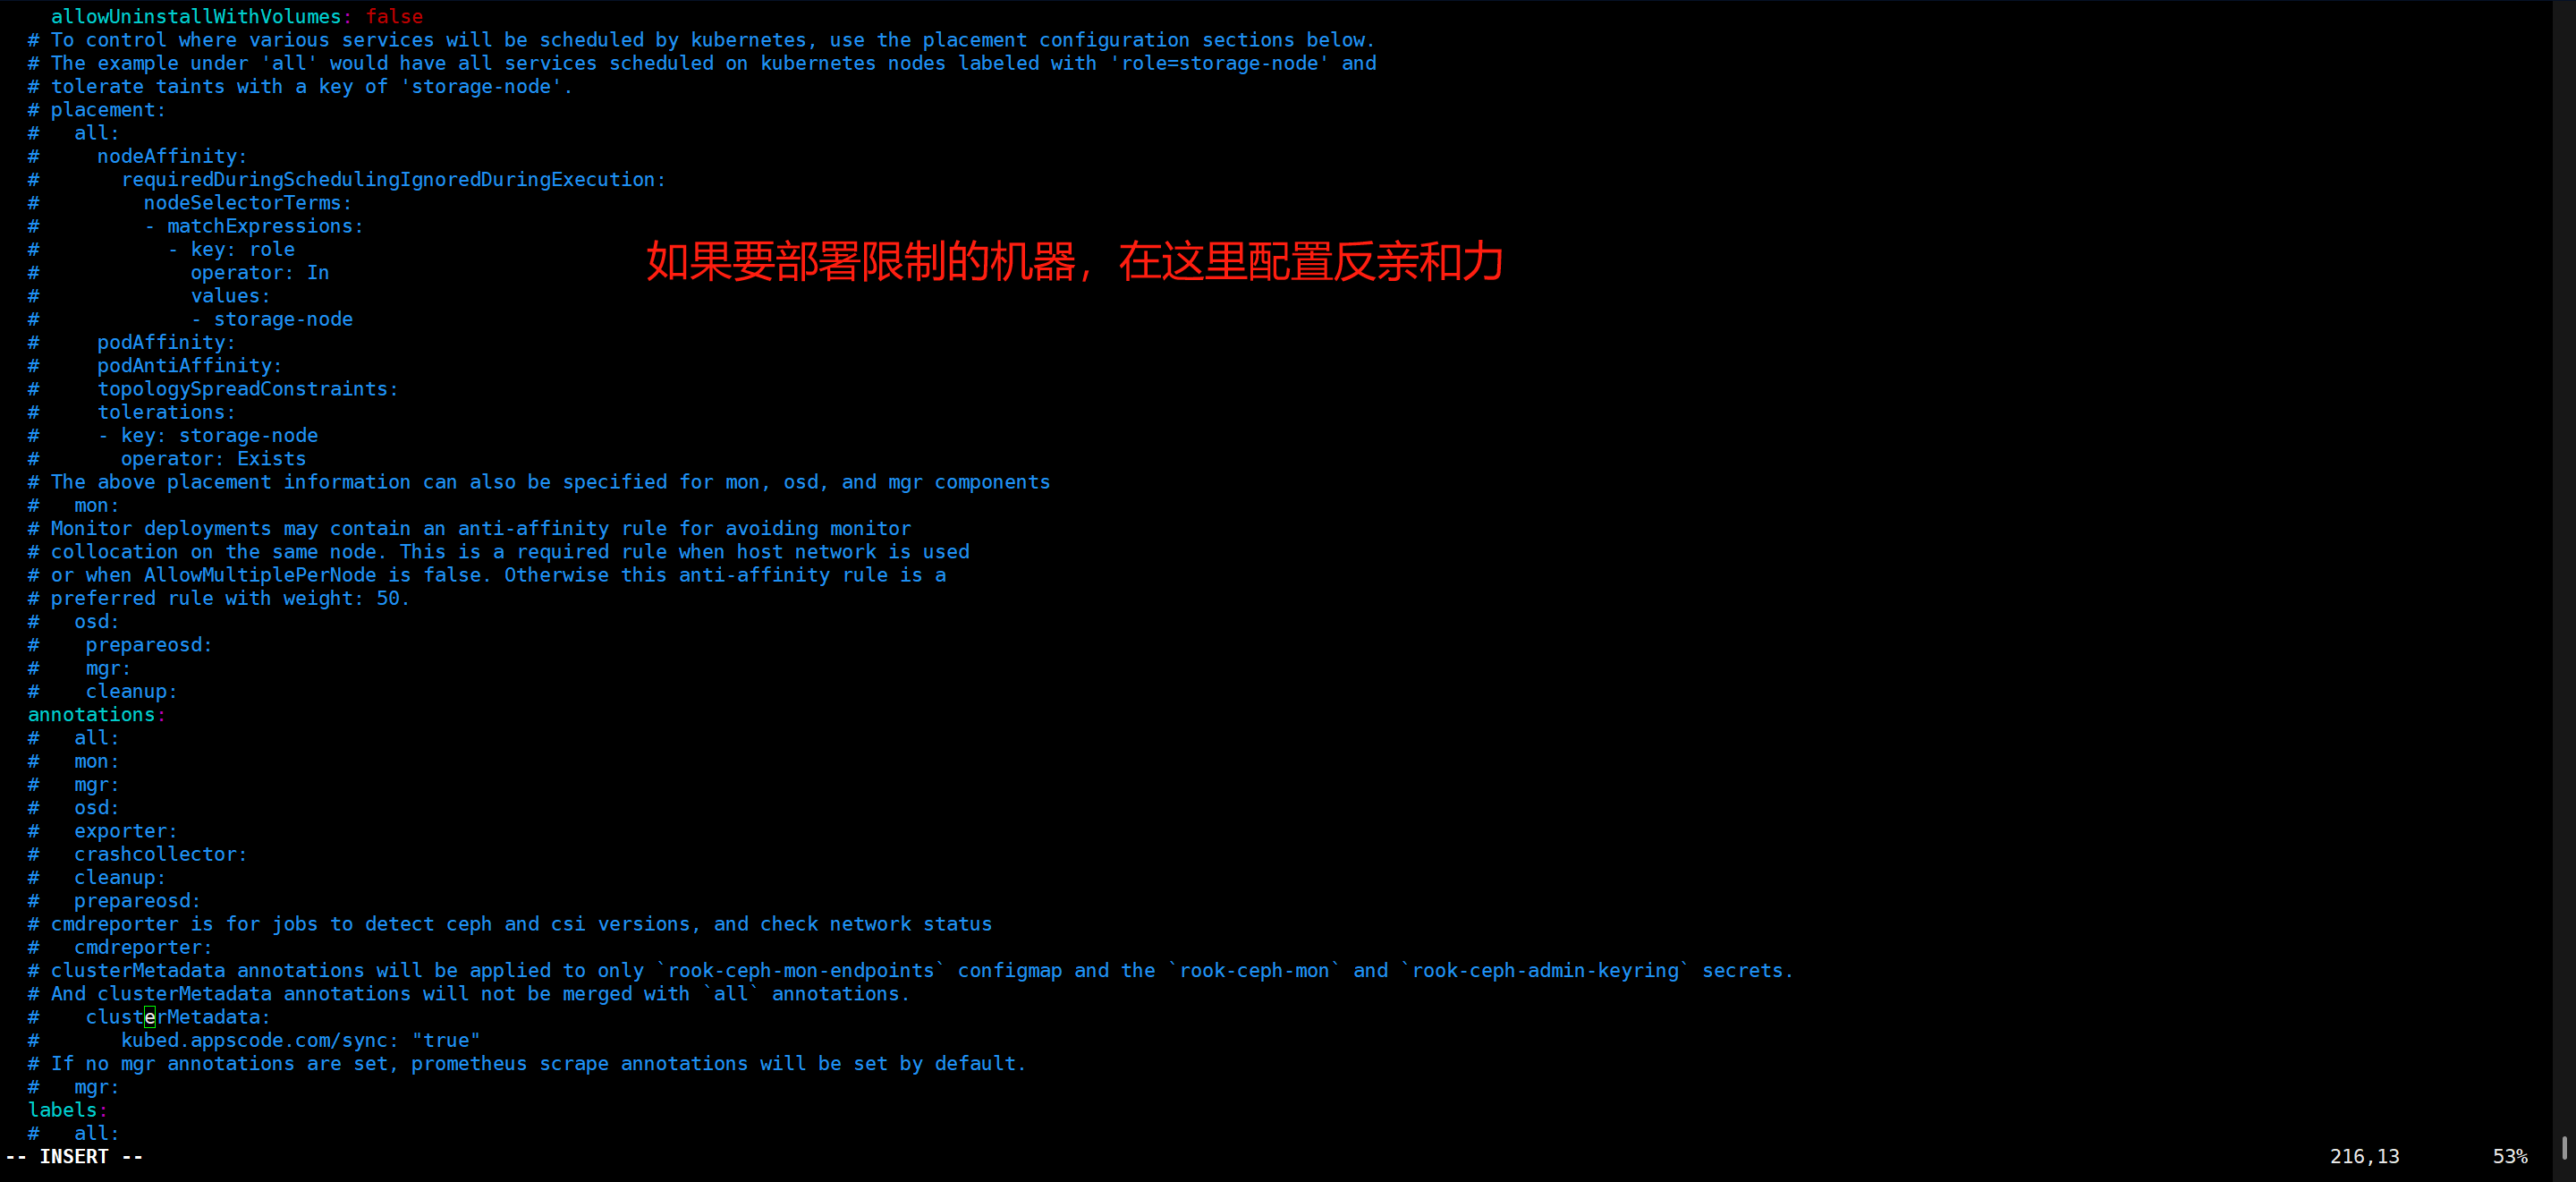 allowUninstallWithVolumes: false
# To control where various services will be scheduled by kubernetes, use the placement configuration sections below.
# The example under 'all' would have all services scheduled on kubernetes nodes labeled with 'role=storage-node' and
# tolerate taints with a key of 'storage-node'.
# placement:
#   all:
#     nodeAffinity:
#       requiredDuringSchedulingIgnoredDuringExecution:
#         nodeSelectorTerms:
#         - matchExpressions:
#           - key: role
如果要部署限制的机器，在这里配置反亲和力
#             operator: In
#             values:
#             - storage-node
#     podAffinity:
#     podAntiAffinity:
#     topologySpreadConstraints:
#     tolerations:
#     - key: storage-node
#       operator: Exists
# The above placement information can also be specified for mon, osd, and mgr components
#   mon:
# Monitor deployments may contain an anti-affinity rule for avoiding monitor
# collocation on the same node. This is a required rule when host network is used
# or when AllowMultiplePerNode is false. Otherwise this anti-affinity rule is a
# preferred rule with weight: 50.
#   osd:
#    prepareosd:
#    mgr:
#    cleanup:
annotations:
#   all:
#   mon:
#   mgr:
#   osd:
#   exporter:
#   crashcollector:
#   cleanup:
#   prepareosd:
# cmdreporter is for jobs to detect ceph and csi versions, and check network status
#   cmdreporter:
# clusterMetadata annotations will be applied to only `rook-ceph-mon-endpoints` configmap and the `rook-ceph-mon` and `rook-ceph-admin-keyring` secrets.
# And clusterMetadata annotations will not be merged with `all` annotations.
#    clusterMetadata:
#       kubed.appscode.com/sync: "true"
# If no mgr annotations are set, prometheus scrape annotations will be set by default.
#   mgr:
labels:
#   all:
-- INSERT -- 216,13 53%